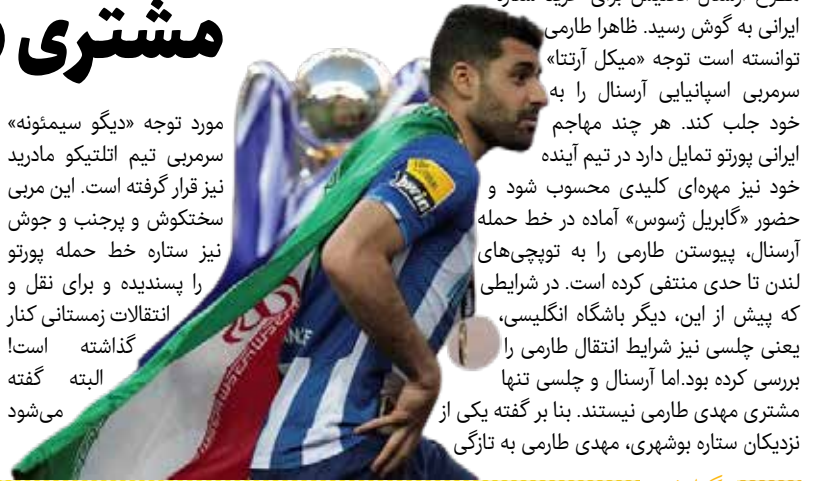 مشتری
ایرانی به گوش رسید. ظاهرا طارمی
توانسته است توجه «میکل آرتتا»
سرمربی اسپانیایی آرسنال را به
خود جلب کند. هر چند مهاجم
ایرانی پورتو تمایل دارد در تیم آینده
خود نیز مهره‌ای کلیدی محسوب شود و
حضور «گابریل ژسوس» آماده در خط حمله
آرسنال، پیوستن طارمی را به توپچی‌های
لندن تا حدی منتفی کرده است. در شرایطی
که پیش از این، دیگر باشگاه انگلیسی،
یعنی چلسی نیز شرایط انتقال طارمی را
بررسی کرده بود.اما آرسنال و چلسی تنها
مشتری مهدی طارمی نیستند. بنا بر گفته یکی از
نزدیکان ستاره بوشهری، مهدی طارمی به تازگی
مورد توجه «دیگو سیمئونه»
سرمربی تیم اتلتیکو مادرید
نیز قرار گرفته است. این مربی
سختکوش و پرجنب و جوش
نیز ستاره خط حمله پورتو
را پسندیده و برای نقل و
انتقالات زمستانی کنار
گذاشته است!
البته گفته
می‌شود
bwin